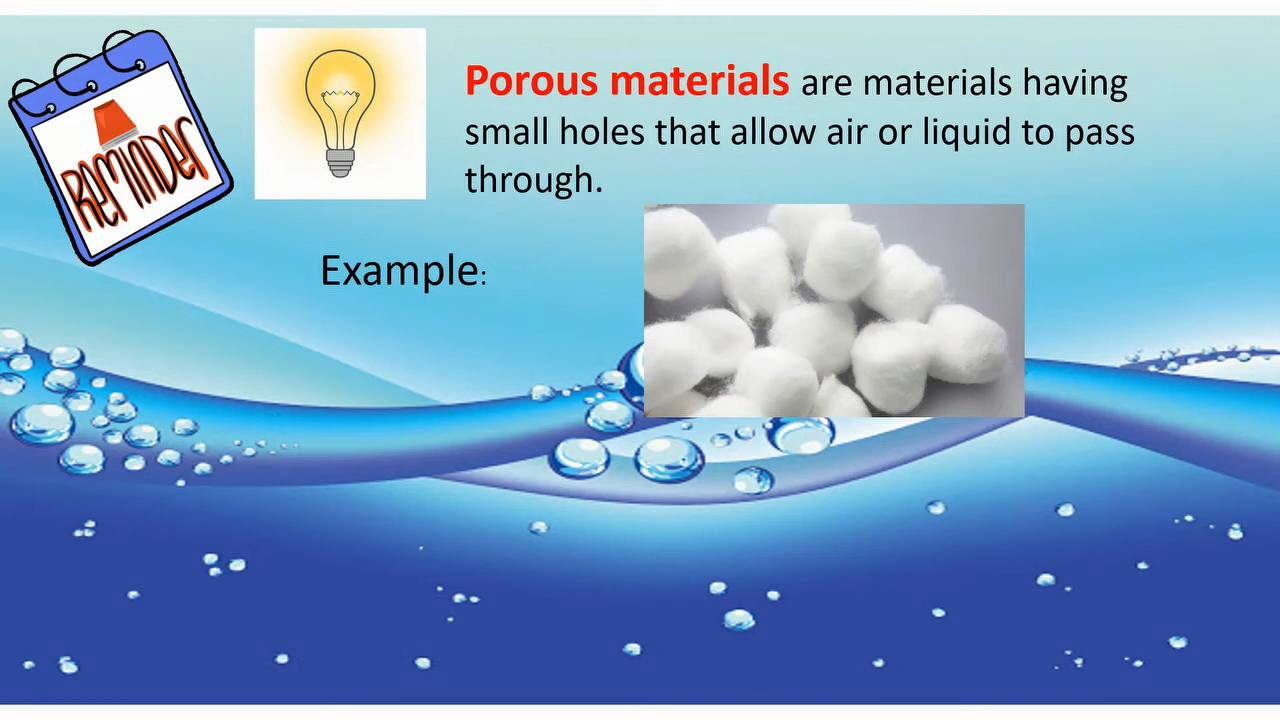 Reminder
Porous materials are materials having
small holes that allow air or liquid to pass
through.
Example: